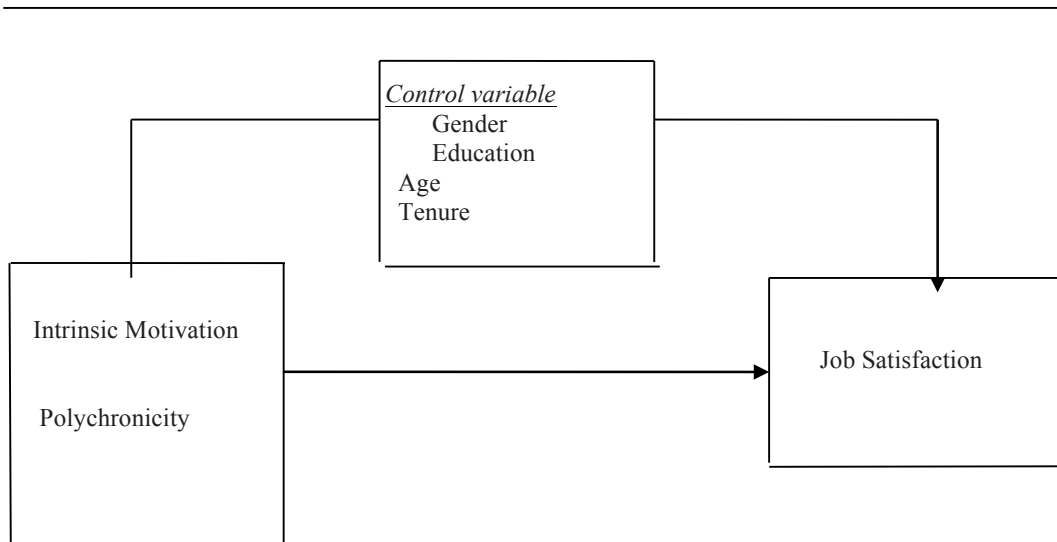 Control variable
Gender
Education
Age
Tenure
Intrinsic Motivation
Polychronicity
Job Satisfaction